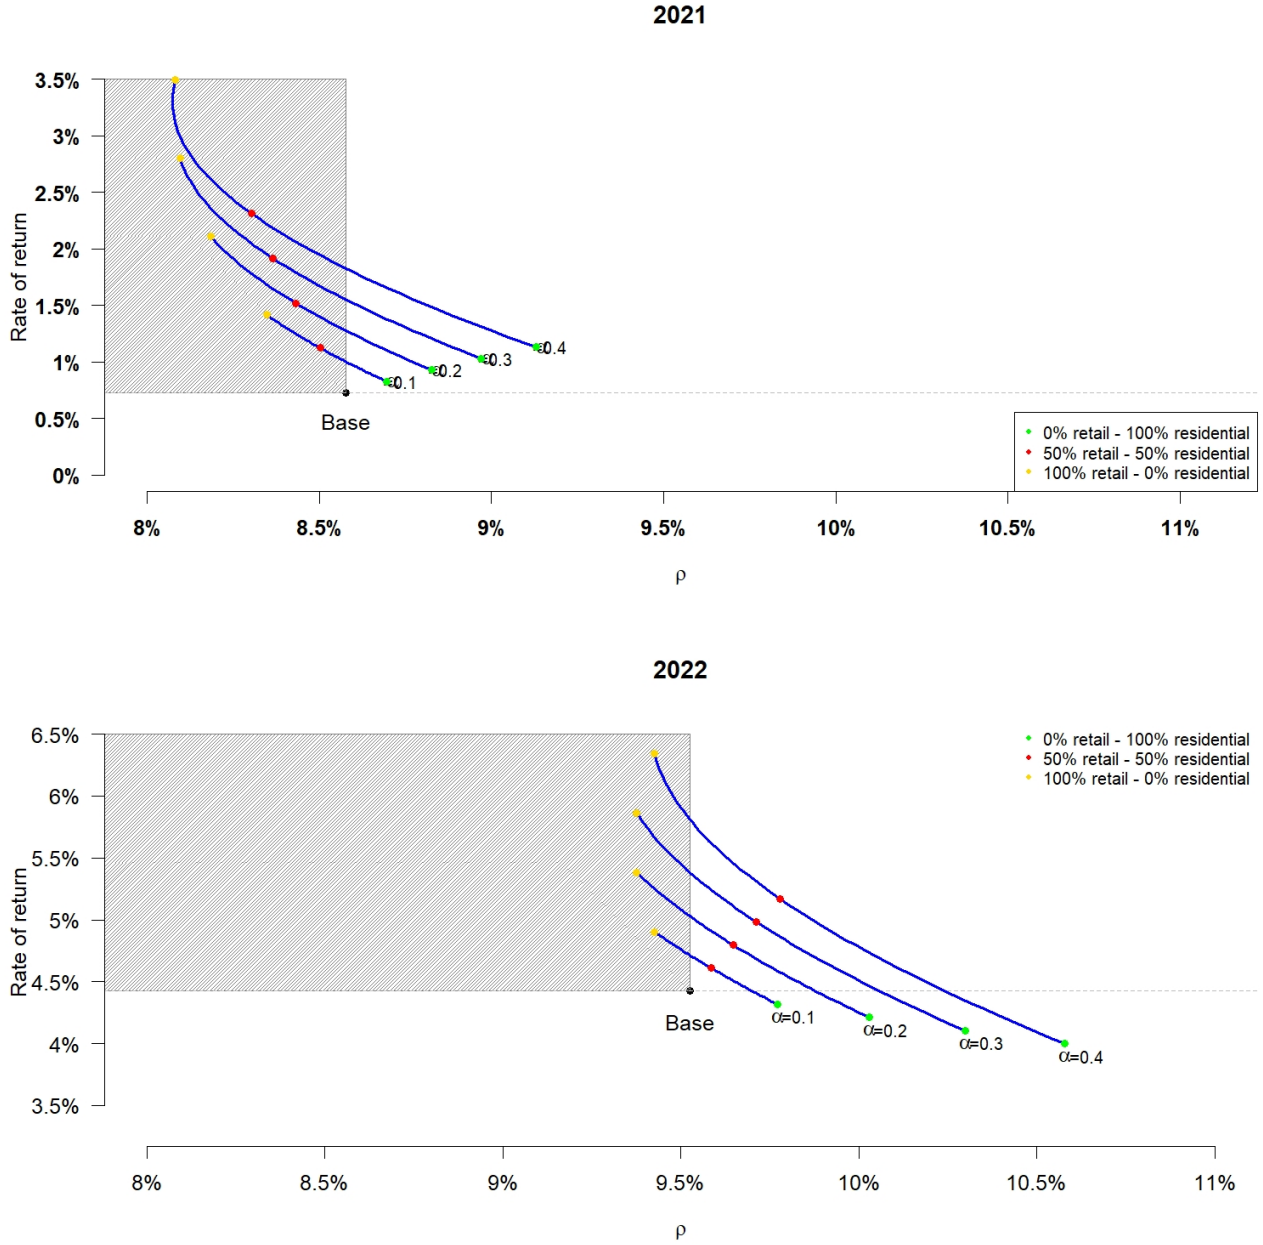 2021
3.5%
3%
2.5%
2%
1.5%
1%
0.5%
0%
Rate of return
0.1
0.2
0.3
0.4
Base
0% retail - 100% residential
50% retail - 50% residential
100% retail - 0% residential
8% 8.5% 9% 9.5% 10% 10.5% 11%
ρ
2022
6.5%
6%
5.5%
5%
4.5%
4%
3.5%
Rate of return
0% retail - 100% residential
50% retail - 50% residential
100% retail - 0% residential
Base
α=0.1
α=0.2
α=0.3
α=0.4
8% 8.5% 9% 9.5% 10% 10.5% 11%
ρ